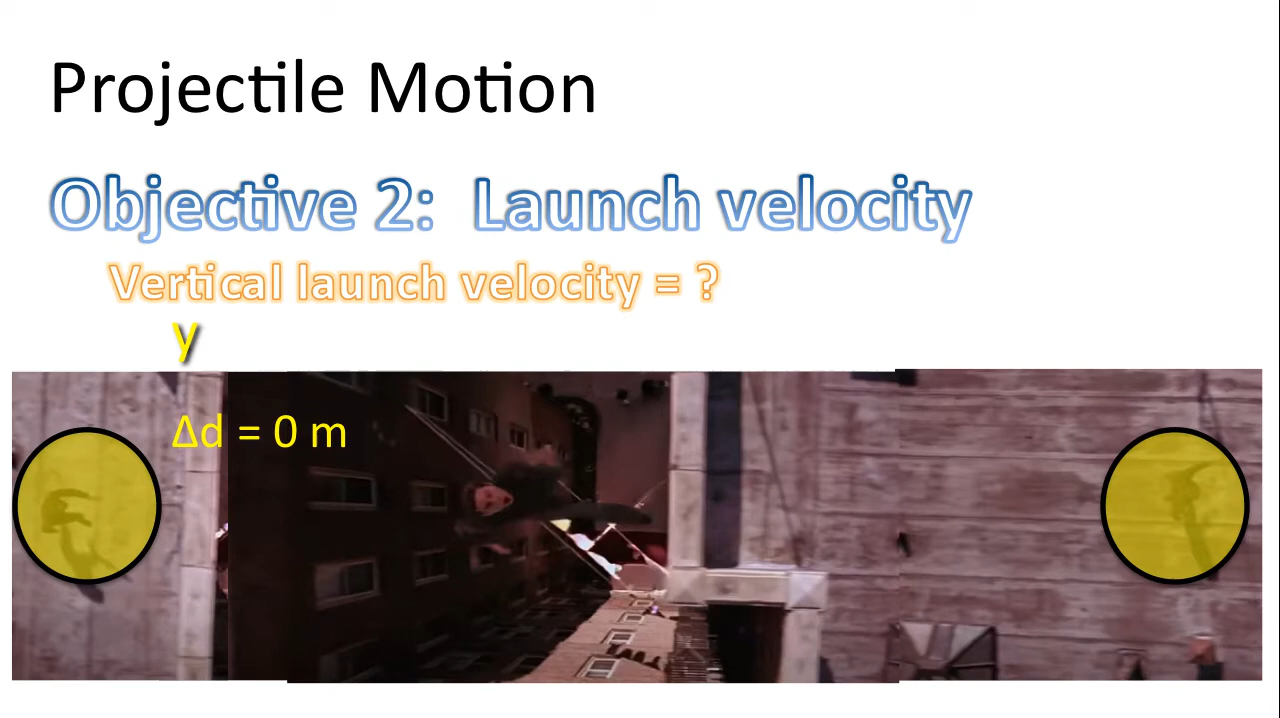 Projectile Motion
Objective 2: Launch velocity
Vertical launch velocity = ?
y
Δd = 0 m